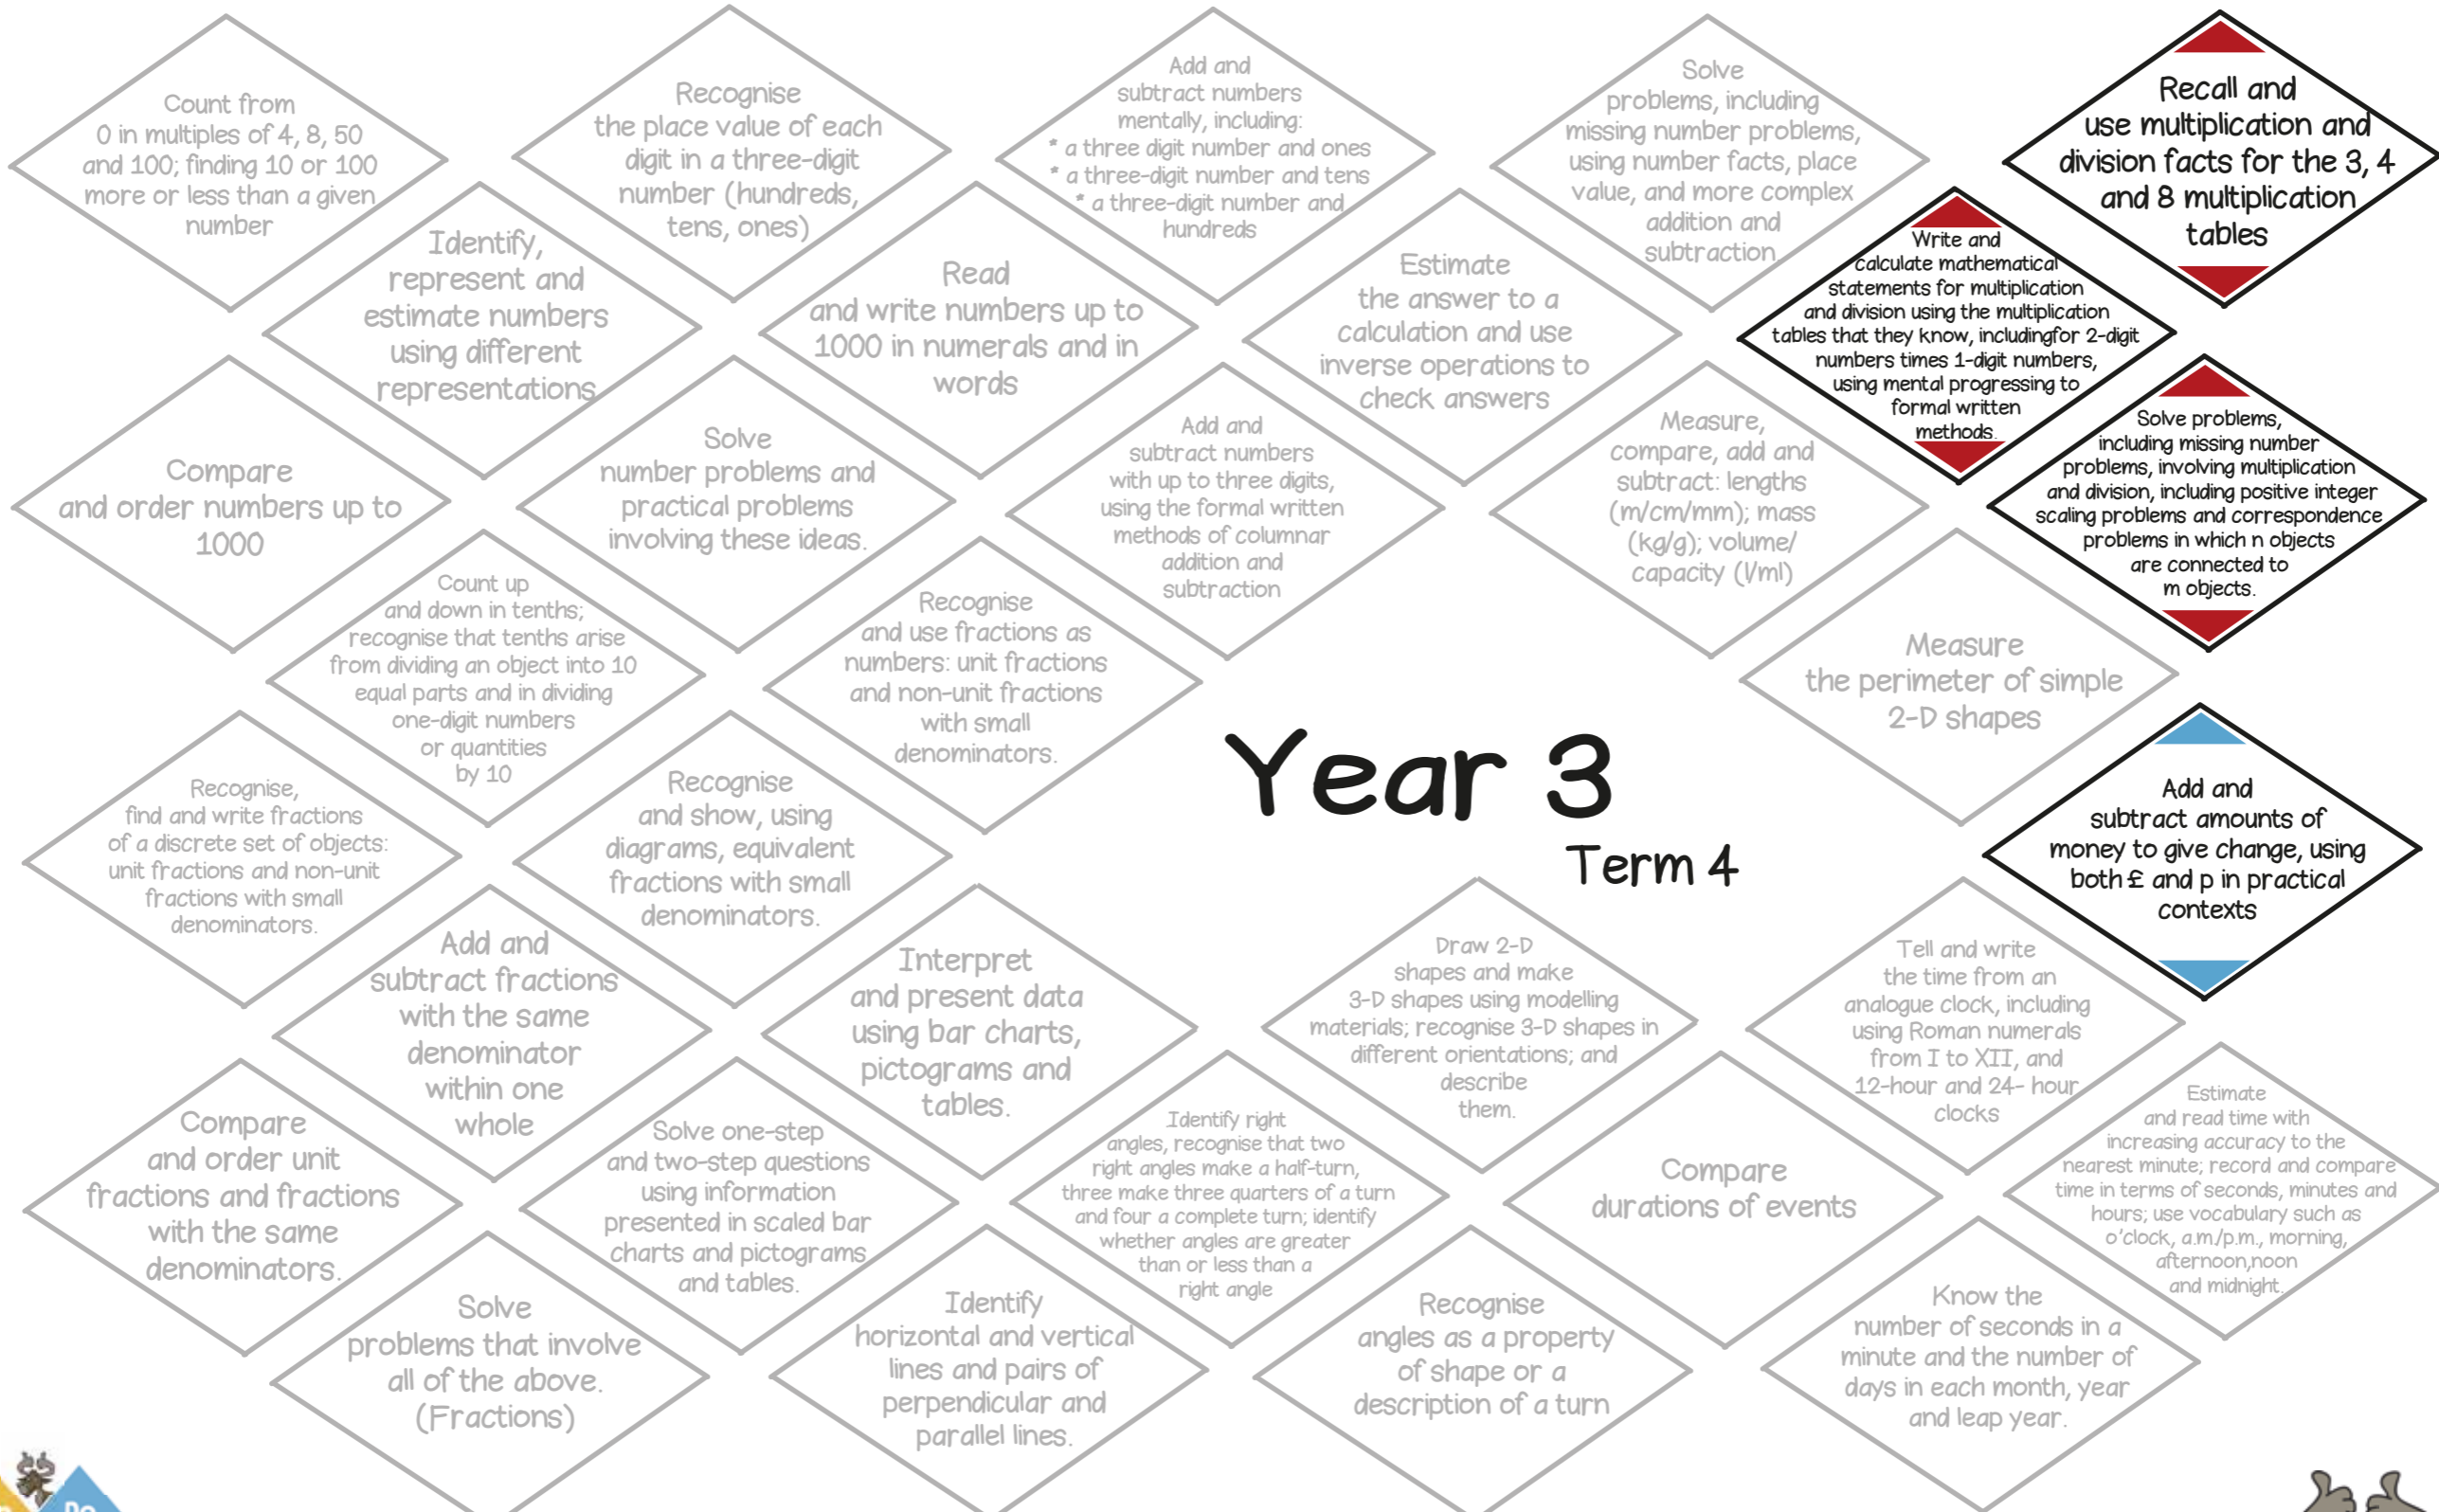 Count from
0 in multiples of 4, 8, 50
and 100; finding 10 or 100
more or less than a given
number
Recognise
the place value of each
digit in a three-digit
number (hundreds,
tens, ones)
Add and
subtract numbers
mentally, including:
* a three digit number and ones
* a three-digit number and tens
* a three-digit number and
hundreds
Solve
problems, including
missing number problems,
using number facts, place
value, and more complex
addition and
subtraction.
Recall and
use multiplication and
division facts for the 3, 4
and 8 multiplication
tables
Identify,
represent and
estimate numbers
using different
representations
Read
and write numbers up to
1000 in numerals and in
words
Estimate
the answer to a
calculation and use
inverse operations to
check answers
Write and
calculate mathematical
statements for multiplication
and division using the multiplication
tables that they know, includingfor 2-digit
numbers times 1-digit numbers,
using mental progressing to
formal written
methods.
Compare
and order numbers up to
1000
Solve
number problems and
practical problems
involving these ideas.
Add and
subtract numbers
with up to three digits,
using the formal written
methods of columnar
addition and
subtraction
Measure,
compare, add and
subtract: lengths
(m/cm/mm); mass
(kg/g); volume/
capacity (l/ml)
Solve problems,
including missing number
problems, involving multiplication
and division, including positive integer
scaling problems and correspondence
problems in which n objects
are connected to
m objects.
Count up
and down in tenths;
recognise that tenths arise
from dividing an object into 10
equal parts and in dividing
one-digit numbers
or quantities
by 10
Recognise
and use fractions as
numbers: unit fractions
and non-unit fractions
with small
denominators.
Measure
the perimeter of simple
2-D shapes
Year 3
Term 4
Recognise,
find and write fractions
of a discrete set of objects:
unit fractions and non-unit
fractions with small
denominators.
Recognise
and show, using
diagrams, equivalent
fractions with small
denominators.
Add and
subtract amounts of
money to give change, using
both £ and p in practical
contexts
Add and
subtract fractions
with the same
denominator
within one
whole
Interpret
and present data
using bar charts,
pictograms and
tables.
Draw 2-D
shapes and make
3-D shapes using modelling
materials; recognise 3-D shapes in
different orientations; and
describe
them.
Tell and write
the time from an
analogue clock, including
using Roman numerals
from I to XII, and
12-hour and 24- hour
clocks
Compare
and order unit
fractions and fractions
with the same
denominators.
Solve one-step
and two-step questions
using information
presented in scaled bar
charts and pictograms
and tables.
Identify right
angles, recognise that two
right angles make a half-turn,
three make three quarters of a turn
and four a complete turn; identify
whether angles are greater
than or less than a
right angle
Compare
durations of events
Estimate
and read time with
increasing accuracy to the
nearest minute; record and compare
time in terms of seconds, minutes and
hours; use vocabulary such as
o'clock, a.m./p.m., morning,
afternoon,noon
and midnight.
Solve
problems that involve
all of the above.
(Fractions)
Identify
horizontal and vertical
lines and pairs of
perpendicular and
parallel lines.
Recognise
angles as a property
of shape or a
description of a turn
Know the
number of seconds in a
minute and the number of
days in each month, year
and leap year.